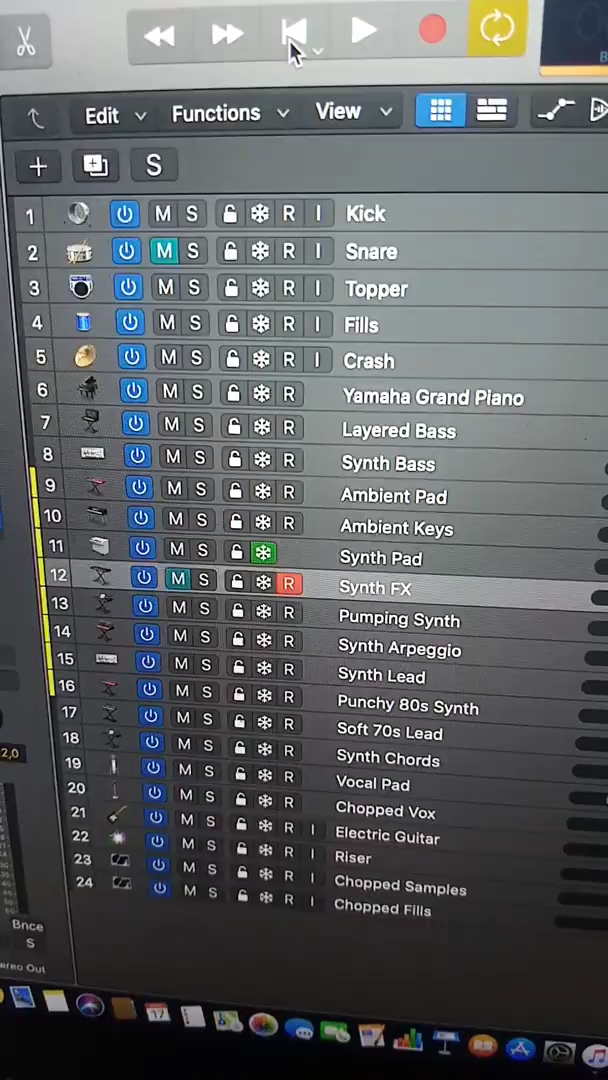 Edit Functions View
S
1 M S R I Kick
2 M S R I Snare
3 M S R I Topper
4 M S R I Fills
5 M S R I Crash
6 M S R Yamaha Grand Piano
7 M S R Layered Bass
8 M S R Synth Bass
9 M S R Ambient Pad
10 M S R Ambient Keys
11 M S Synth Pad
12 M S R Synth FX
13 M S R Pumping Synth
14 M S R Synth Arpeggio
15 M S R Synth Lead
16 M S R Punchy 80s Synth
17 M S R Soft 70s Lead
18 M S R Synth Chords
19 M S R Vocal Pad
20 M S R Chopped Vox
21 M S R I Electric Guitar
22 M S R I Riser
23 M S R I Chopped Samples
24 M S R I Chopped Fills
2,0
Bnce
S
ereo Out
17